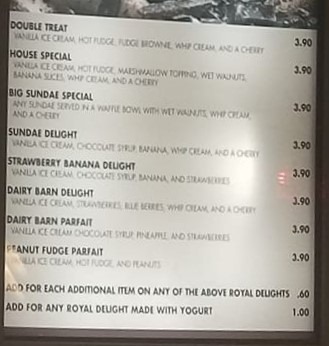 DOUBLE TREAT
VANILLA ICE CREAM, HOT FUDGE, FUDGE BROWNIE, WHIP CREAM, AND A CHERRY 3.90
HOUSE SPECIAL
VANILLA ICE CREAM, HOT FUDGE, MARSHMALLOW TOPPING, WET WALNUTS, 3.90
BANANA SLICES, WHIP CREAM, AND A CHERRY
BIG SUNDAE SPECIAL
ANY SUNDAE SERVED IN A WAFFLE BOWL WITH WET WALNUTS, WHIP CREAM, 3.90
AND A CHERRY
SUNDAE DELIGHT
VANILLA ICE CREAM, CHOCOLATE SYRUP, BANANA, WHIP CREAM, AND A CHERRY 3.90
STRAWBERRY BANANA DELIGHT
VANILLA ICE CREAM, CHOCOLATE SYRUP, BANANA, AND STRAWBERRIES 3.90
DAIRY BARN DELIGHT
VANILLA ICE CREAM, STRAWBERRIES, BLUE BERRIES, WHIP CREAM, AND A CHERRY 3.90
DAIRY BARN PARFAIT
VANILLA ICE CREAM CHOCOLATE SYRUP, PINEAPPLE, AND STRAWBERRIES 3.90
PEANUT FUDGE PARFAIT
VANILLA ICE CREAM, HOT FUDGE, AND PEANUTS 3.90
ADD FOR EACH ADDITIONAL ITEM ON ANY OF THE ABOVE ROYAL DELIGHTS .60
ADD FOR ANY ROYAL DELIGHT MADE WITH YOGURT 1.00